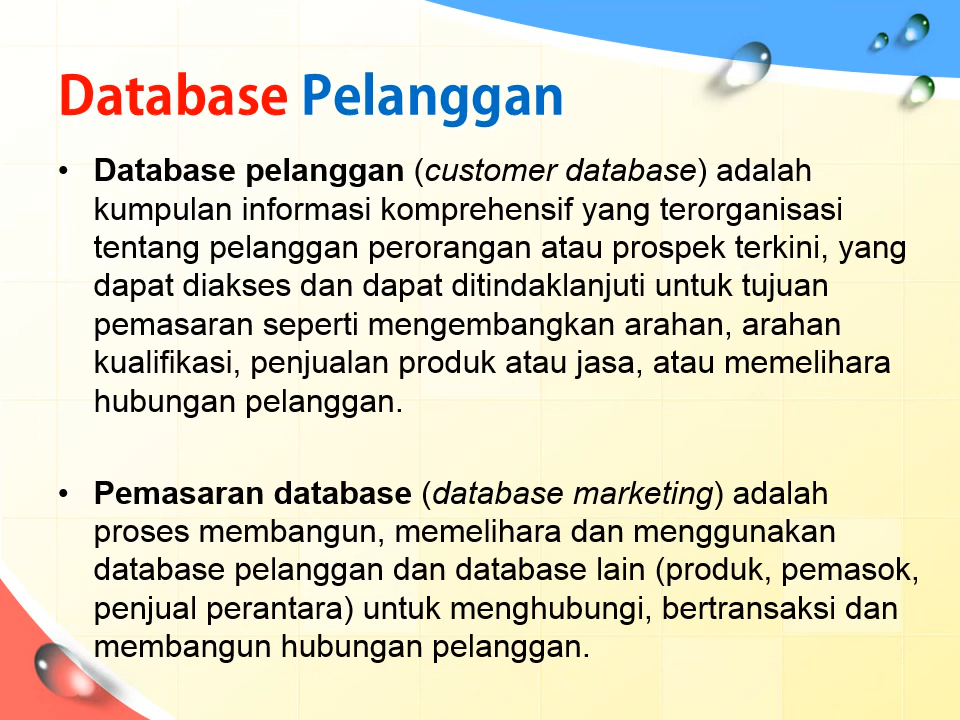 Database Pelanggan
• Database pelanggan (customer database) adalah
kumpulan informasi komprehensif yang terorganisasi
tentang pelanggan perorangan atau prospek terkini, yang
dapat diakses dan dapat ditindaklanjuti untuk tujuan
pemasaran seperti mengembangkan arahan, arahan
kualifikasi, penjualan produk atau jasa, atau memelihara
hubungan pelanggan.
• Pemasaran database (database marketing) adalah
proses membangun, memelihara dan menggunakan
database pelanggan dan database lain (produk, pemasok,
penjual perantara) untuk menghubungi, bertransaksi dan
membangun hubungan pelanggan.